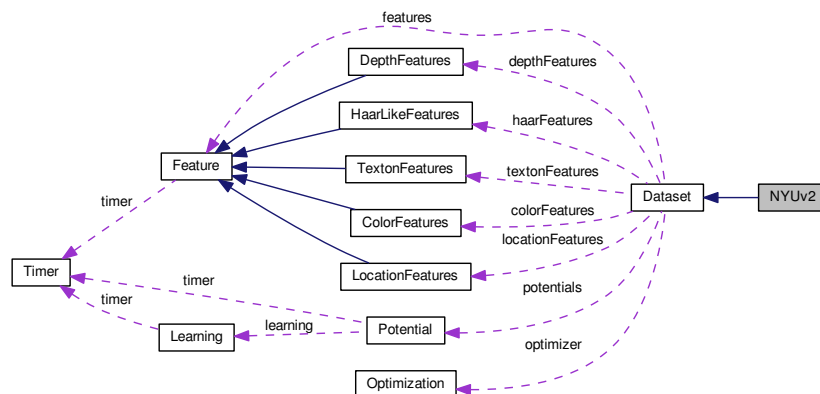 features
DepthFeatures
depthFeatures
HaarLikeFeatures
haarFeatures
Feature
TextonFeatures
textonFeatures
Dataset
NYUv2
timer
ColorFeatures
colorFeatures
locationFeatures
Timer
timer
LocationFeatures
potentials
timer
Learning
learning
Potential
optimizer
Optimization